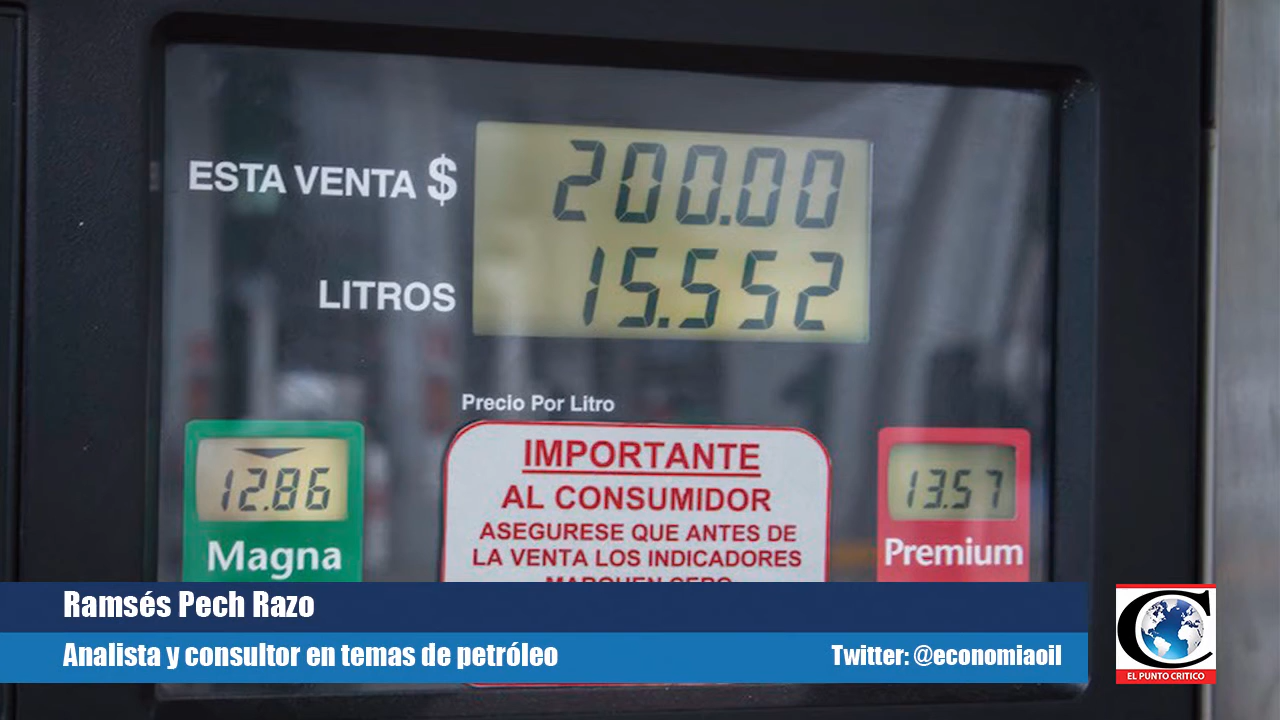 ESTA VENTA $ 200.00
LITROS 15.552
Precio Por Litro
12.86
Magna
IMPORTANTE
AL CONSUMIDOR
ASEGURESE QUE ANTES DE
LA VENTA LOS INDICADORES
MARQUEN CERO
13.57
Premium
Ramsés Pech Razo
Analista y consultor en temas de petróleo
Twitter: @economiaoil
C
EL PUNTO CRITICO